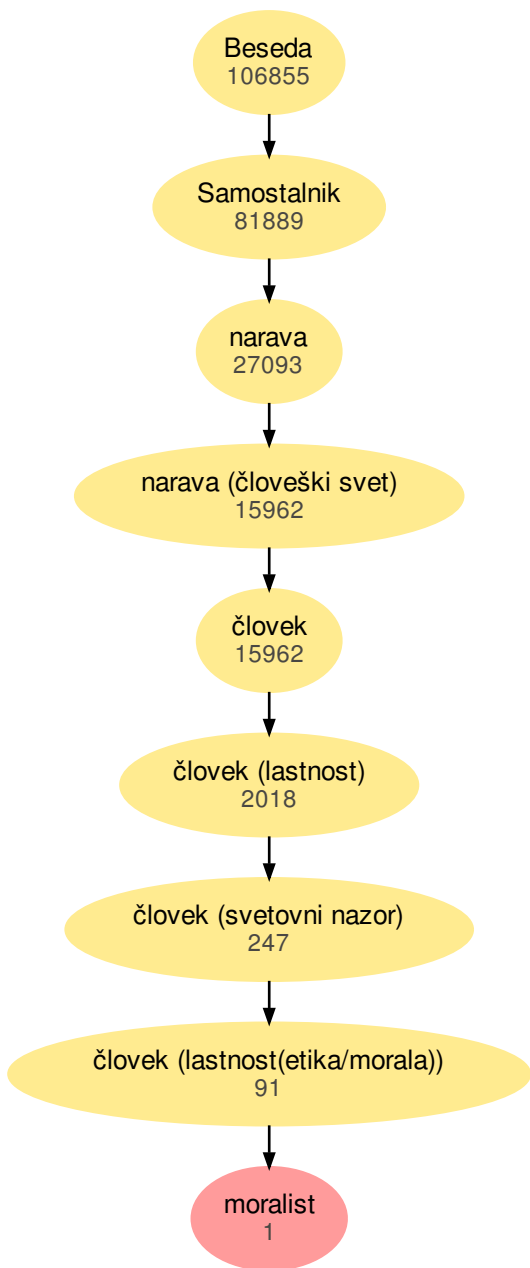 Beseda
106855
Samostalnik
81889
narava
27093
narava (človeški svet)
15962
človek
15962
človek (lastnost)
2018
človek (svetovni nazor)
247
človek (lastnost(etika/morala))
91
moralist
1